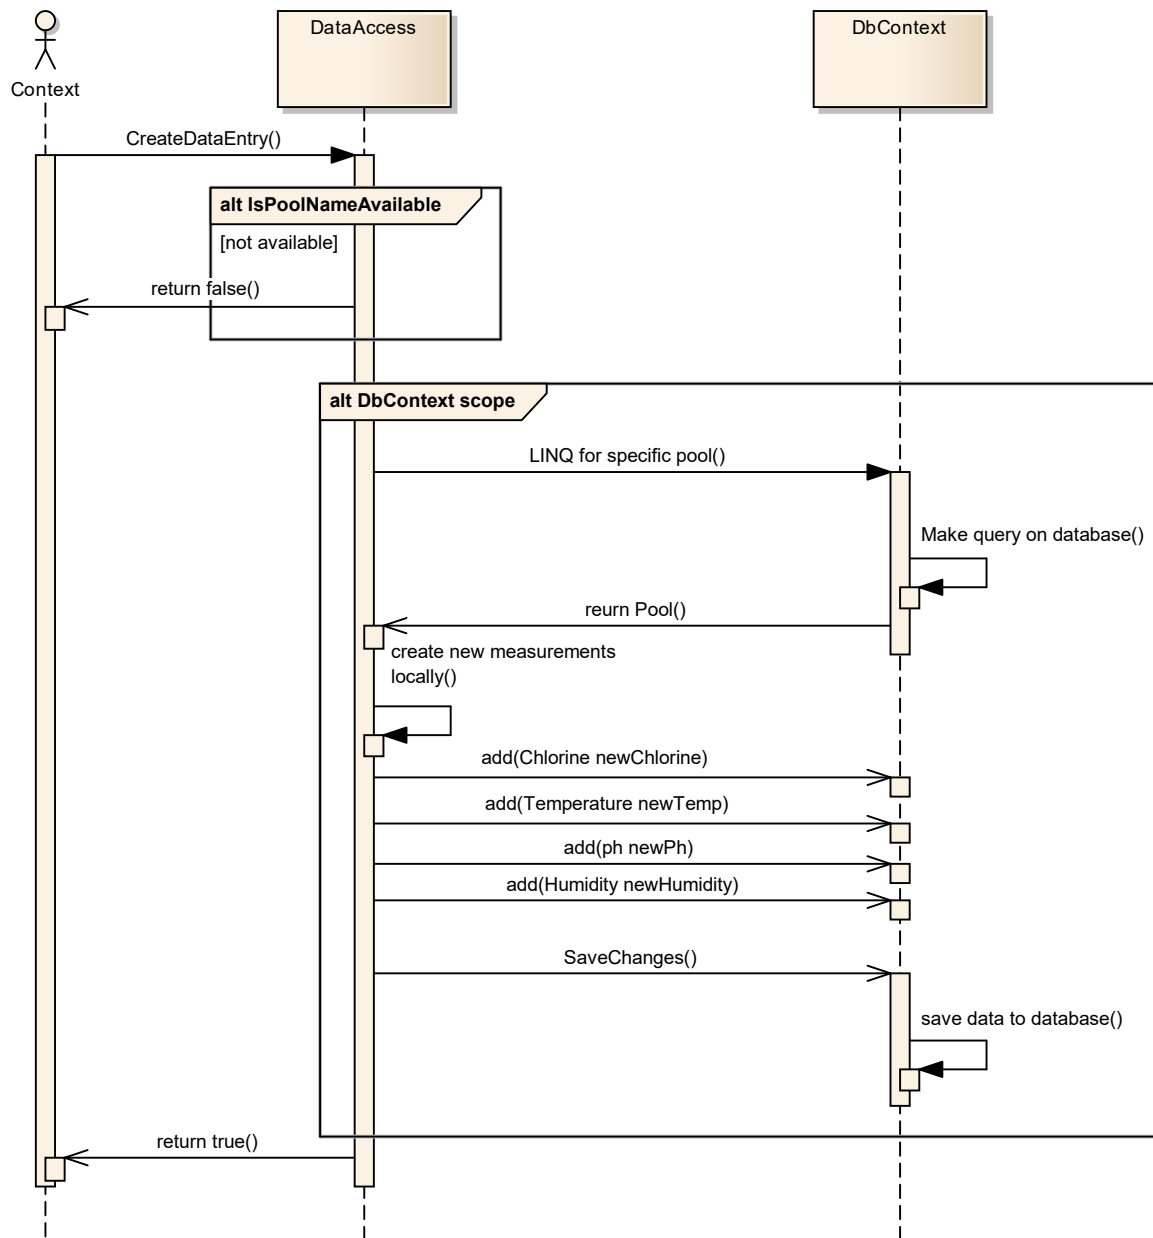 DataAccess
DbContext
Context
CreateDataEntry()
alt IsPoolNameAvailable
[not available]
return false()
alt DbContext scope
LINQ for specific pool()
Make query on database()
reurn Pool()
create new measurements
locally()
add(Chlorine newChlorine)
add(Temperature newTemp)
add(ph newPh)
add(Humidity newHumidity)
SaveChanges()
save data to database()
return true()